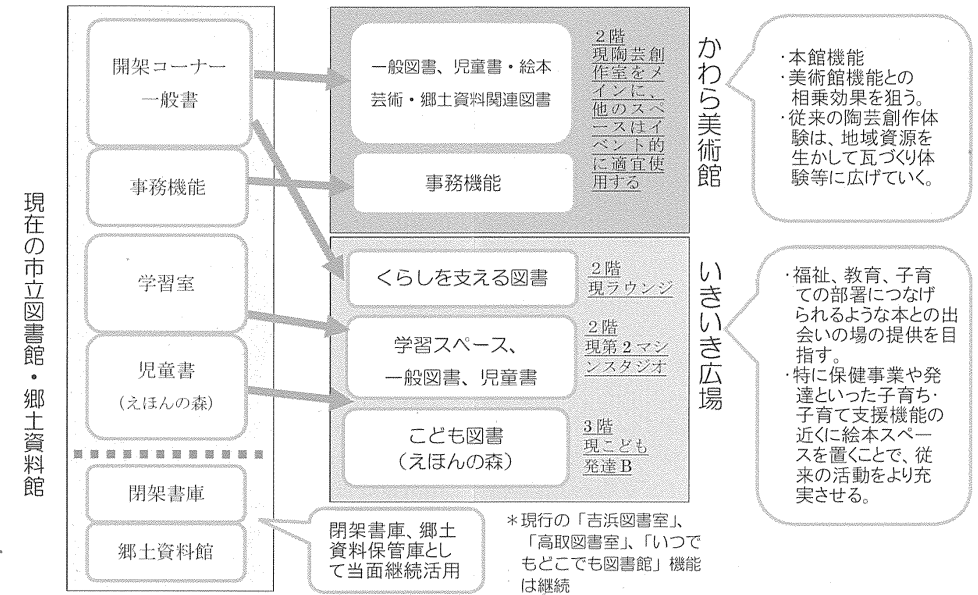 現在の市立図書館・郷土資料館
開架コーナー
一般書
事務機能
学習室
児童書
(えほんの森)
閉架書庫
郷土資料館
一般図書、児童書・絵本
芸術・郷土資料関連図書
事務機能
２階
現陶芸創
作室をメ
インに、
他のスペ
ースはイ
ベント的
に適宜使
用する
かわら美術館
・本館機能
・美術館機能との
相乗効果を狙う。
・従来の陶芸創作体
験は、地域資源を
生かして瓦づくり体
験等に広げていく。
くらしを支える図書
２階
現ラウンジ
学習スペース、
一般図書、児童書
２階
現第２マシ
ンスタジオ
こども図書
(えほんの森)
３階
現こども
発達Ｂ
いきいき広場
・福祉、教育、子育
ての部署につなげ
られるような本との出
会いの場の提供を目
指す。
・特に保健事業や発
達といった子育ち・
子育て支援機能の
近くに絵本スペー
スを置くことで、従
来の活動をより充
実させる。
閉架書庫、郷土
資料保管庫とし
て当面継続活用
＊現行の「吉浜図書室」、
「高取図書室」、「いつで
もどこでも図書館」機能
は継続